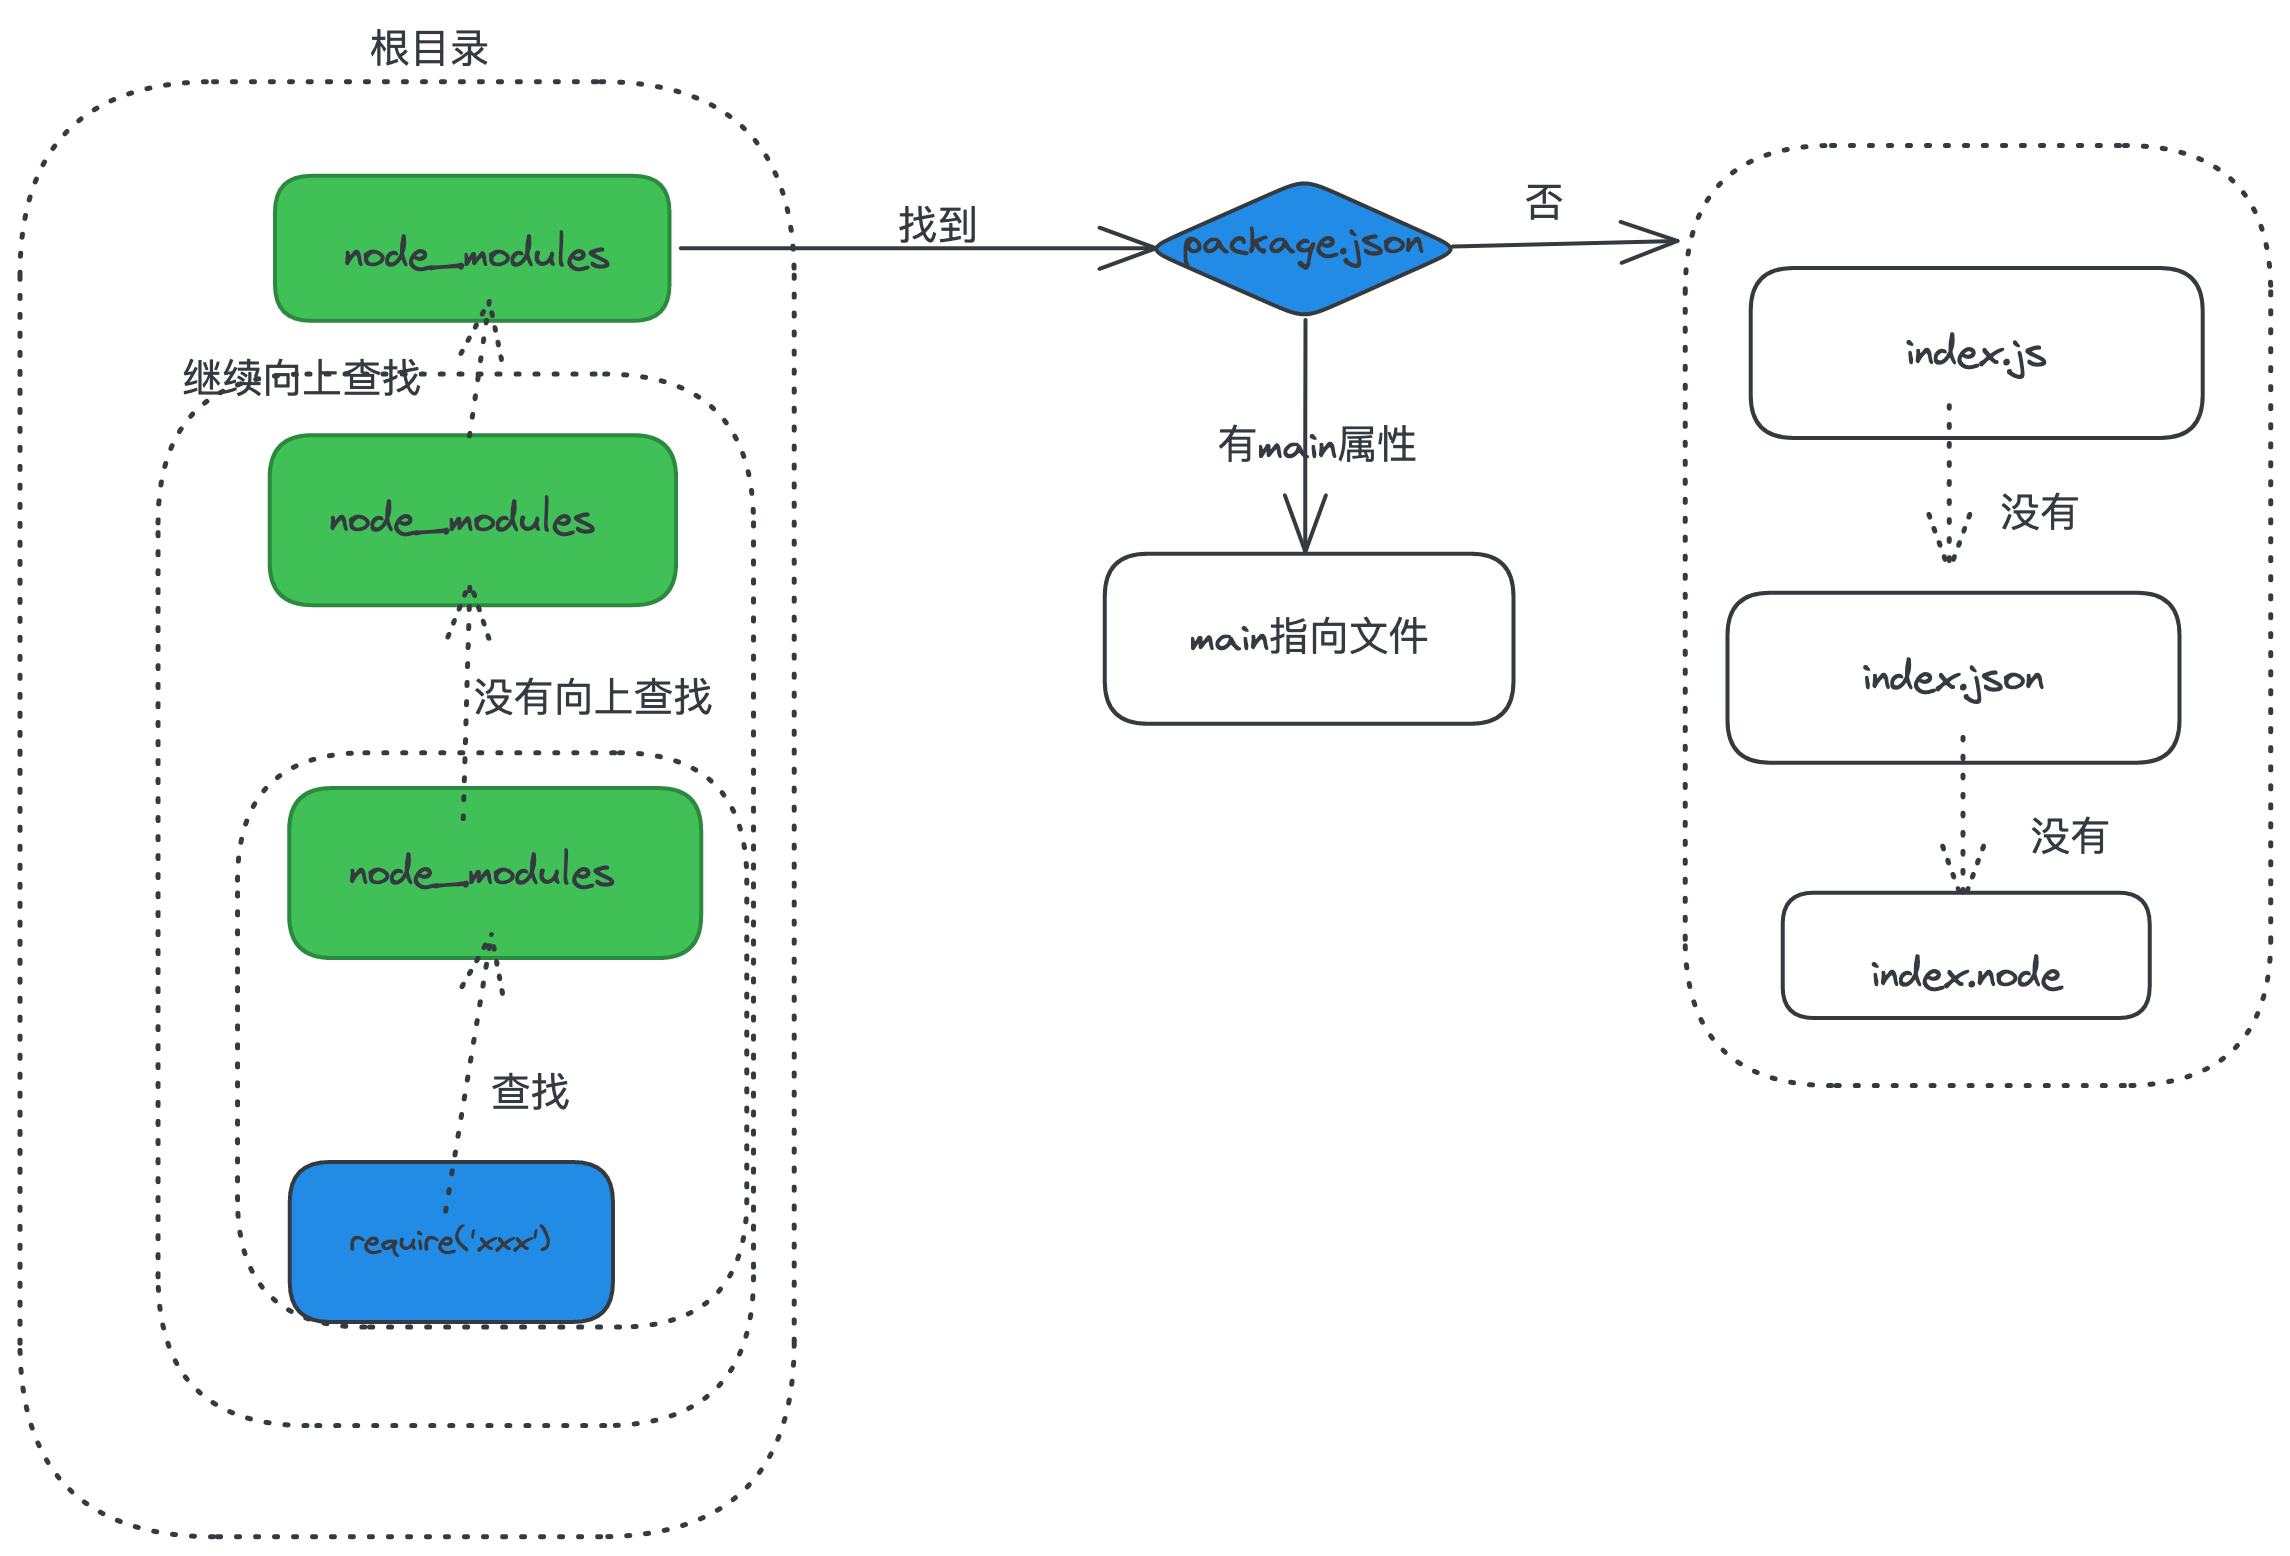 根目录
node_modules
继续向上查找
node_modules
没有向上查找
node_modules
查找
require('xxx')
找到
package.json
否
有main属性
main指向文件
index.js
没有
index.json
没有
index.node